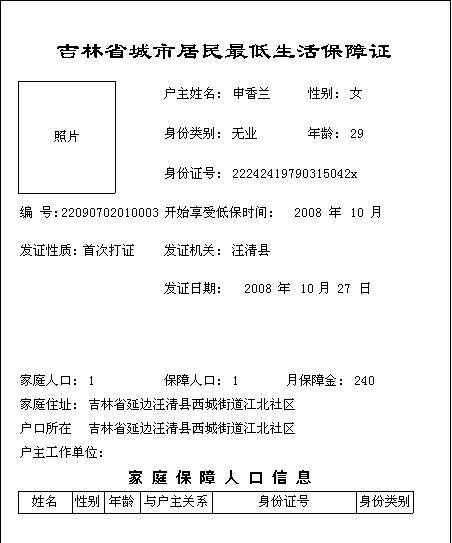 吉林省城市居民最低生活保障证
照片
户主姓名: 申香兰 性别: 女
身份类别: 无业 年龄: 29
身份证号: 22242419790315042x
编 号:22090702010003 开始享受低保时间: 2008 年 10 月
发证性质: 首次打证 发证机关: 汪清县
发证日期: 2008 年 10 月 27 日
家庭人口: 1 保障人口: 1 月保障金: 240
家庭住址: 吉林省延边汪清县西城街道江北社区
户口所在 吉林省延边汪清县西城街道江北社区
户主工作单位:
家庭保障人口信息
姓名 性别 年龄 与户主关系 身份证号 身份类别